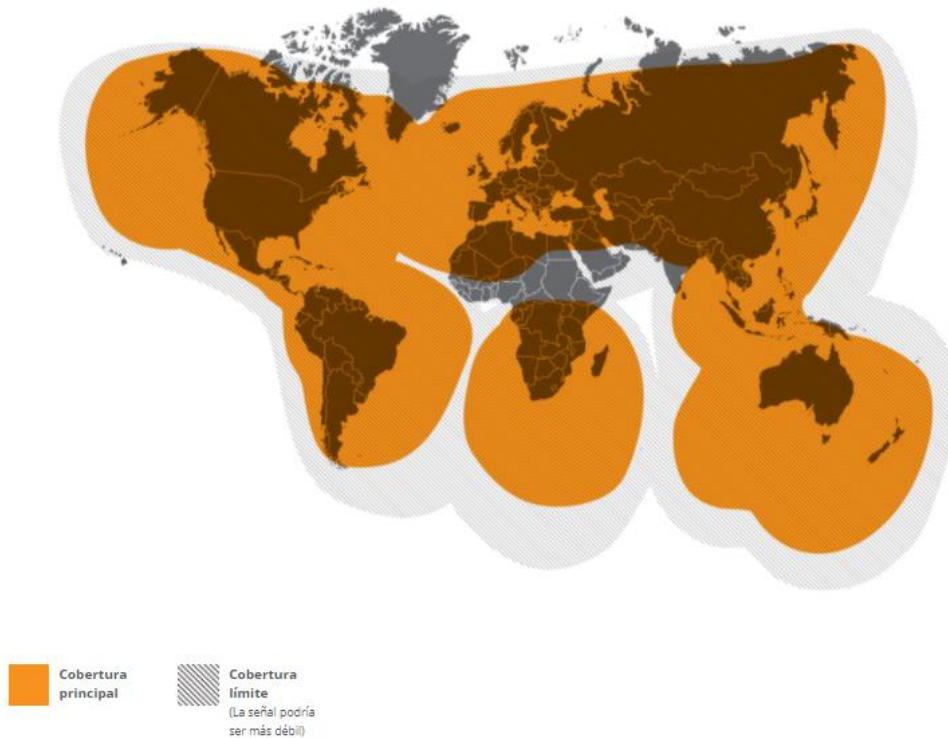 Cobertura
principal
Cobertura
límite
(La señal podría
ser más débil)